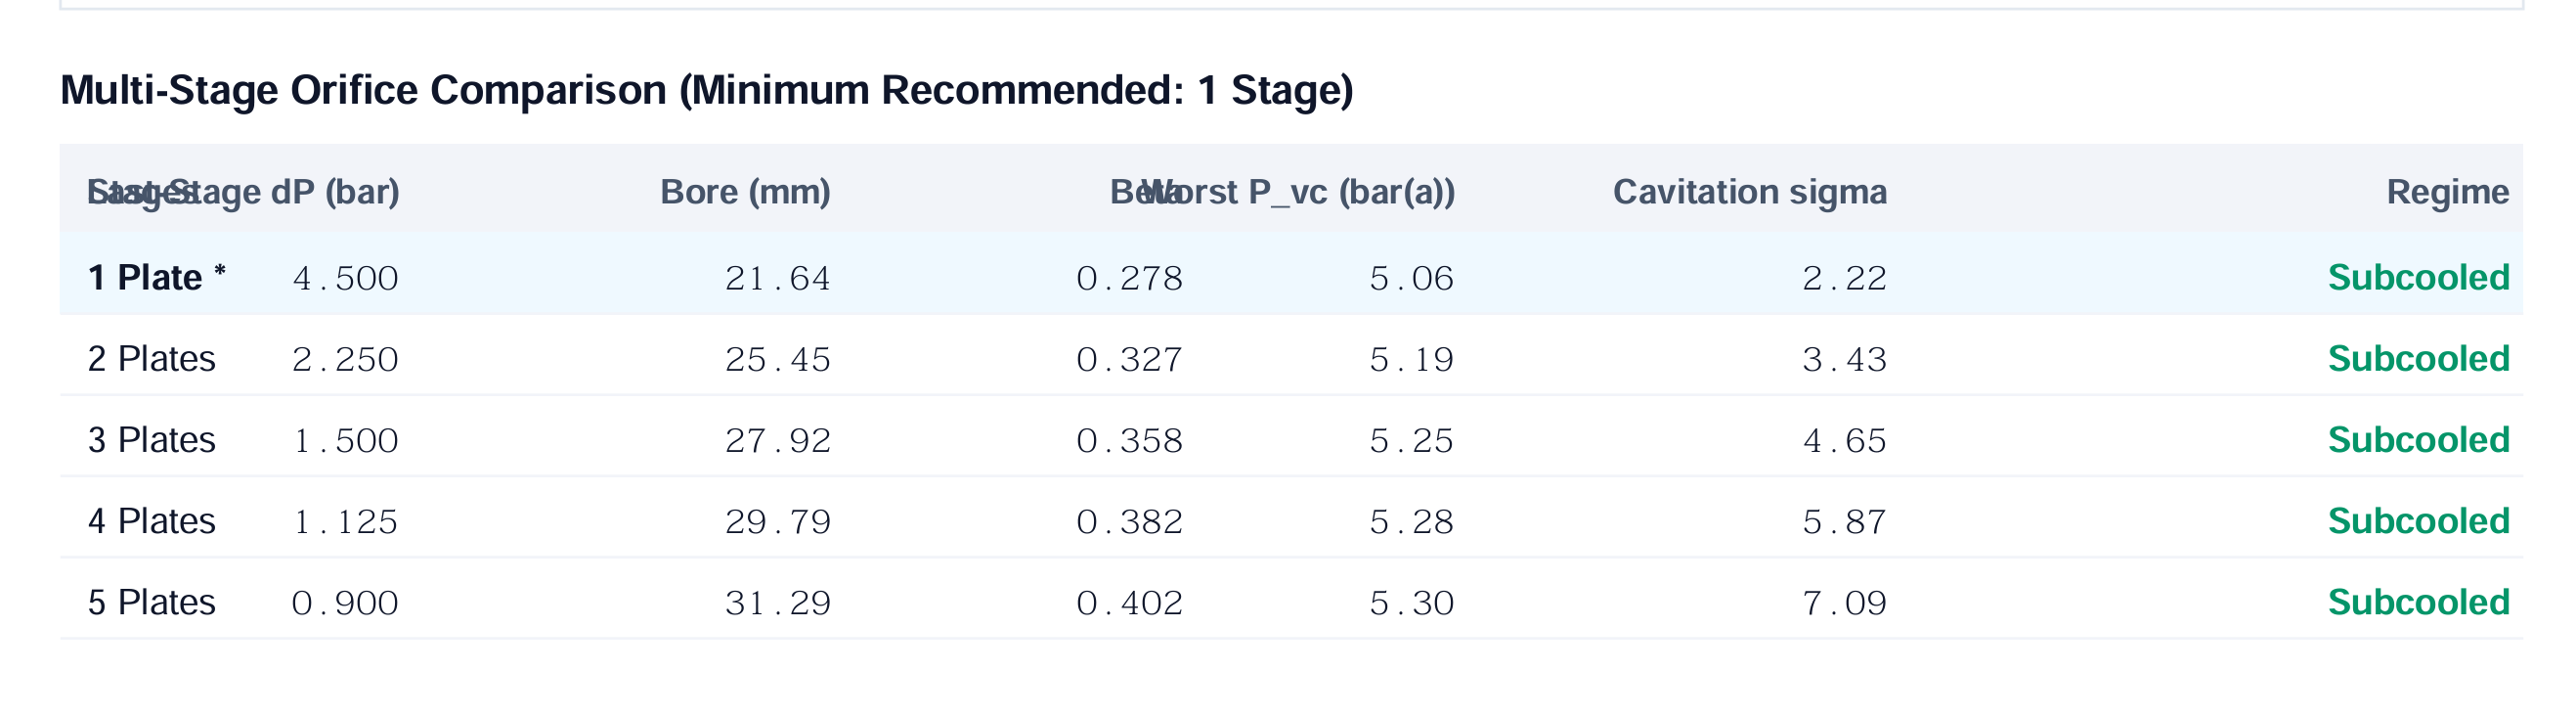 Multi-Stage Orifice Comparison (Minimum Recommended: 1 Stage)
Stages Last-Stage dP (bar) Bore (mm) Beta Worst P_vc (bar(a)) Cavitation sigma Regime
1 Plate * 4.500 21.64 0.278 5.06 2.22 Subcooled
2 Plates 2.250 25.45 0.327 5.19 3.43 Subcooled
3 Plates 1.500 27.92 0.358 5.25 4.65 Subcooled
4 Plates 1.125 29.79 0.382 5.28 5.87 Subcooled
5 Plates 0.900 31.29 0.402 5.30 7.09 Subcooled